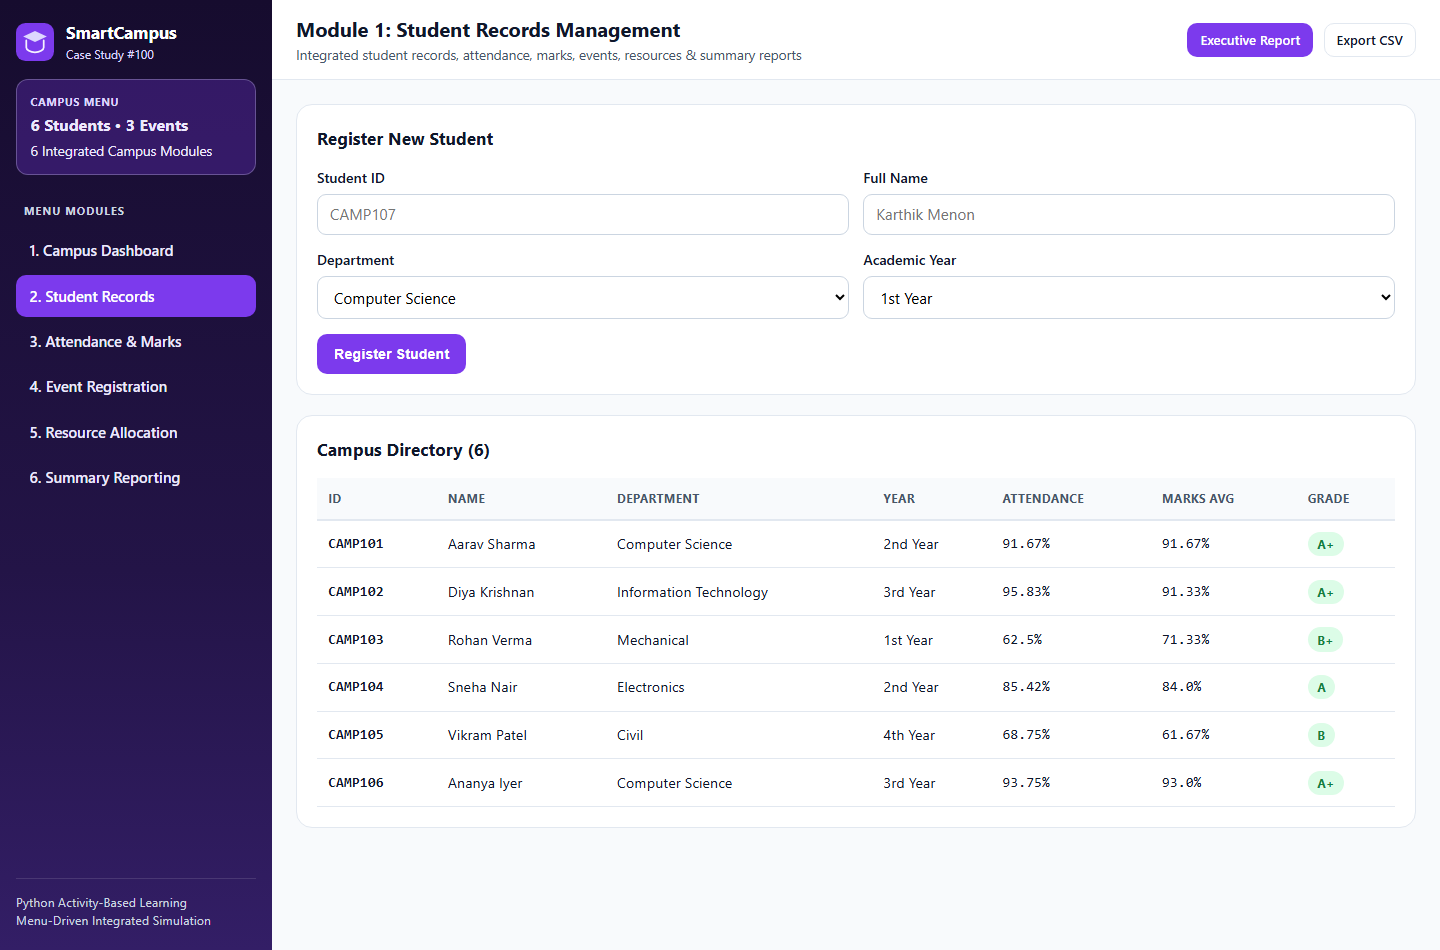 SmartCampus
Case Study #100
CAMPUS MENU
6 Students • 3 Events
6 Integrated Campus Modules
MENU MODULES
1. Campus Dashboard
2. Student Records
3. Attendance & Marks
4. Event Registration
5. Resource Allocation
6. Summary Reporting
Python Activity-Based Learning
Menu-Driven Integrated Simulation
Module 1: Student Records Management
Integrated student records, attendance, marks, events, resources & summary reports
Executive Report
Export CSV
Register New Student
Student ID
CAMP107
Full Name
Karthik Menon
Department
Computer Science
Academic Year
1st Year
Register Student
Campus Directory (6)
ID NAME DEPARTMENT YEAR ATTENDANCE MARKS AVG GRADE
CAMP101 Aarav Sharma Computer Science 2nd Year 91.67% 91.67% A+
CAMP102 Diya Krishnan Information Technology 3rd Year 95.83% 91.33% A+
CAMP103 Rohan Verma Mechanical 1st Year 62.5% 71.33% B+
CAMP104 Sneha Nair Electronics 2nd Year 85.42% 84.0% A
CAMP105 Vikram Patel Civil 4th Year 68.75% 61.67% B
CAMP106 Ananya Iyer Computer Science 3rd Year 93.75% 93.0% A+